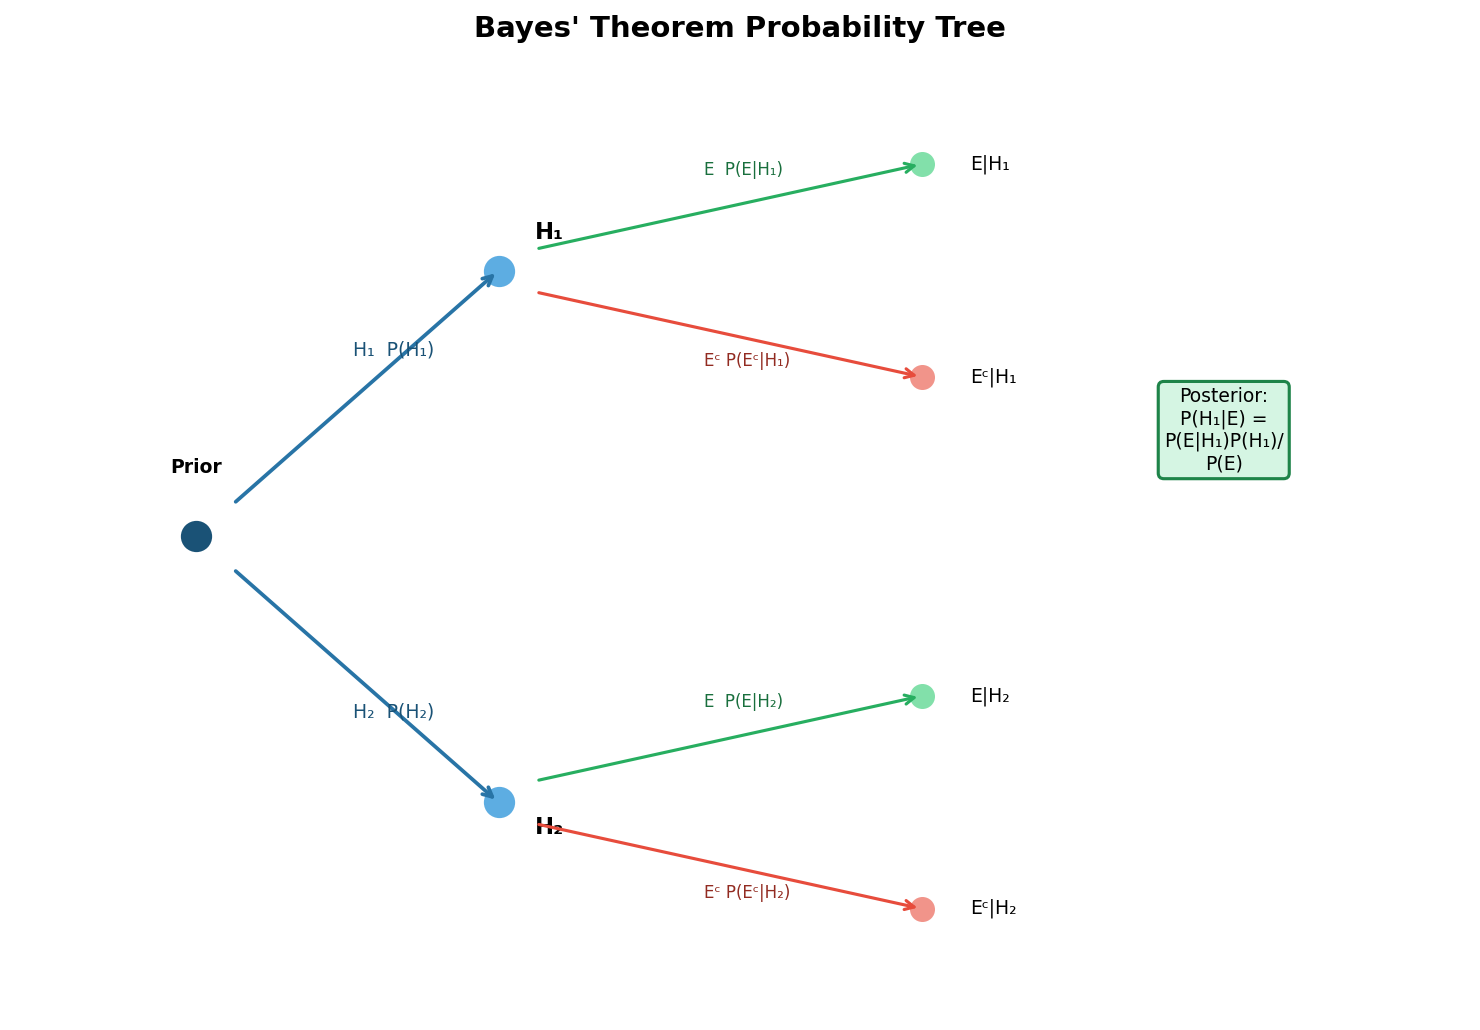 Bayes' Theorem Probability Tree
E  P(E|H₁)
E|H₁
H₁
H₁  P(H₁)
Eᶜ P(Eᶜ|H₁)
Eᶜ|H₁
Posterior:
P(H₁|E) =
P(E|H₁)P(H₁)/
P(E)
Prior
H₂  P(H₂)
E  P(E|H₂)
E|H₂
H₂
Eᶜ P(Eᶜ|H₂)
Eᶜ|H₂